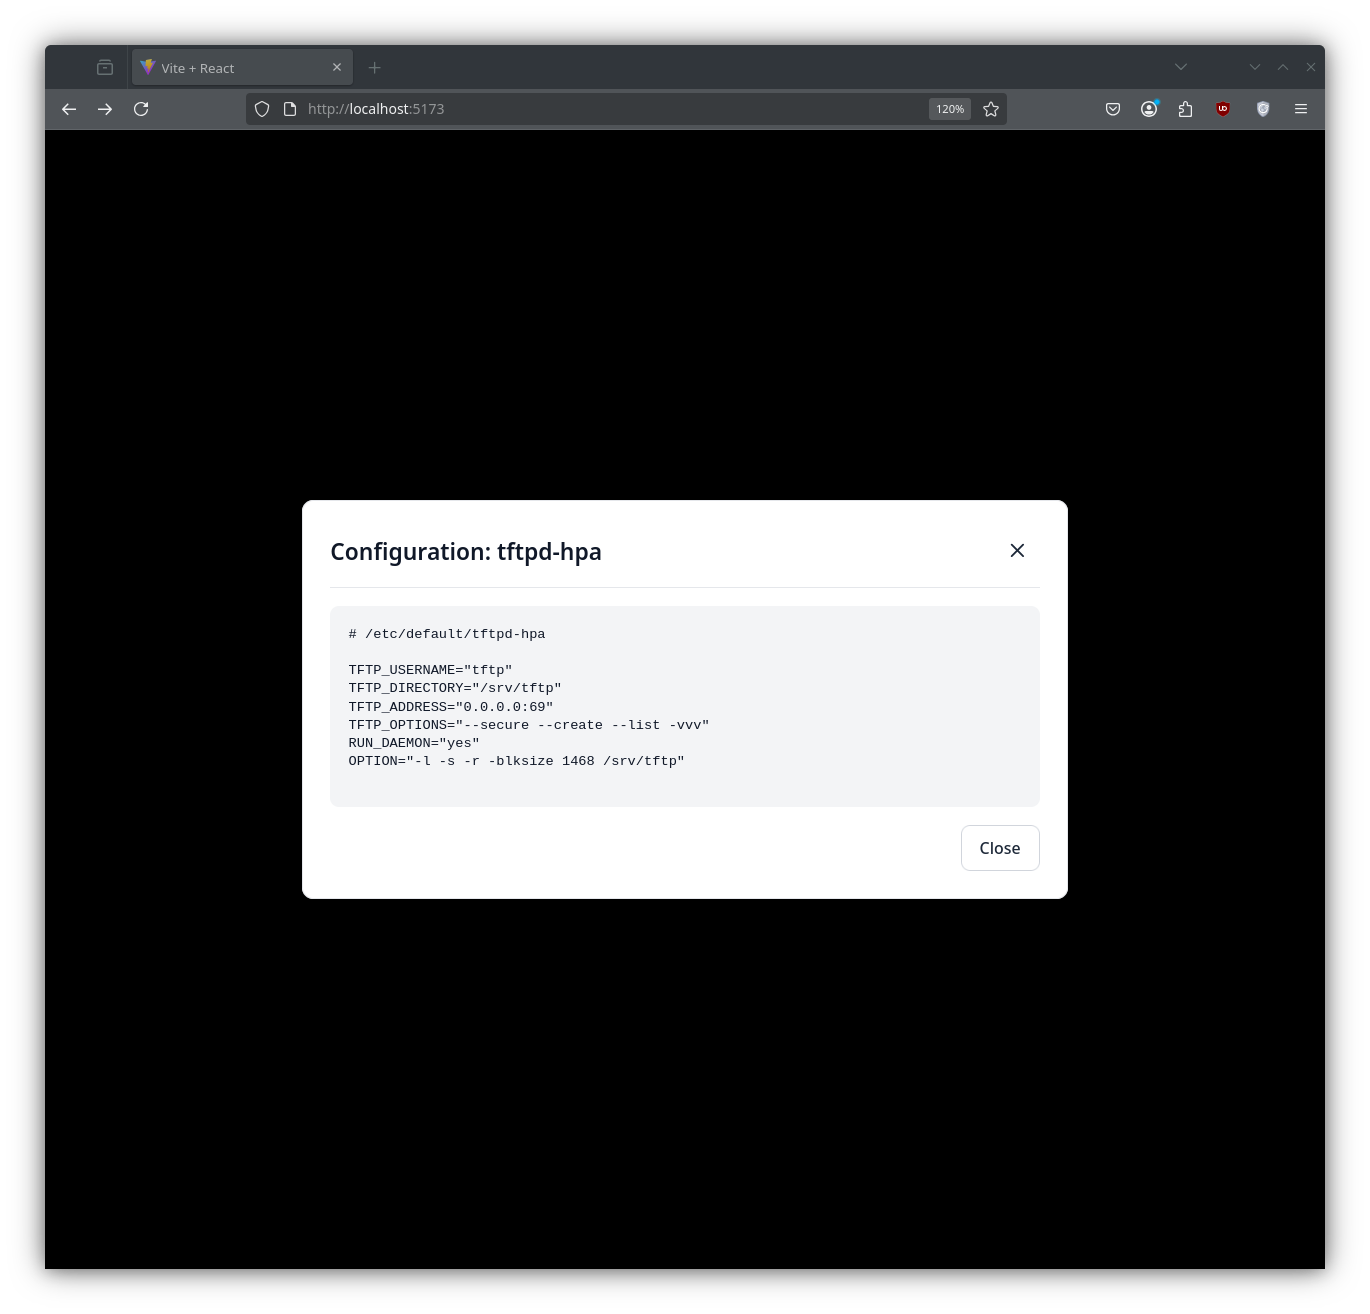 Vite + React
http://localhost:5173
120%
Configuration: tftpd-hpa
# /etc/default/tftpd-hpa
TFTP_USERNAME="tftp"
TFTP_DIRECTORY="/srv/tftp"
TFTP_ADDRESS="0.0.0.0:69"
TFTP_OPTIONS="--secure --create --list -vvv"
RUN_DAEMON="yes"
OPTION="-l -s -r -blksize 1468 /srv/tftp"
Close